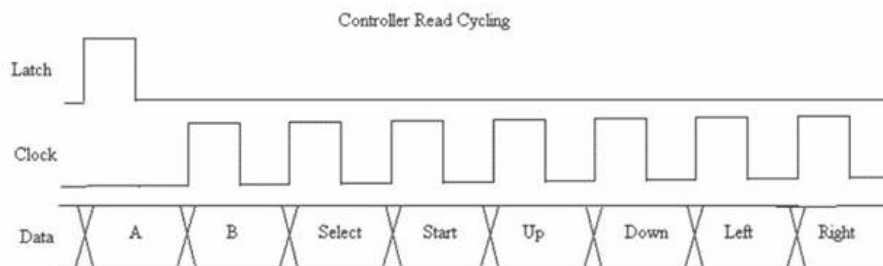 Controller Read Cycling
Latch
Clock
Data A B Select Start Up Down Left Right